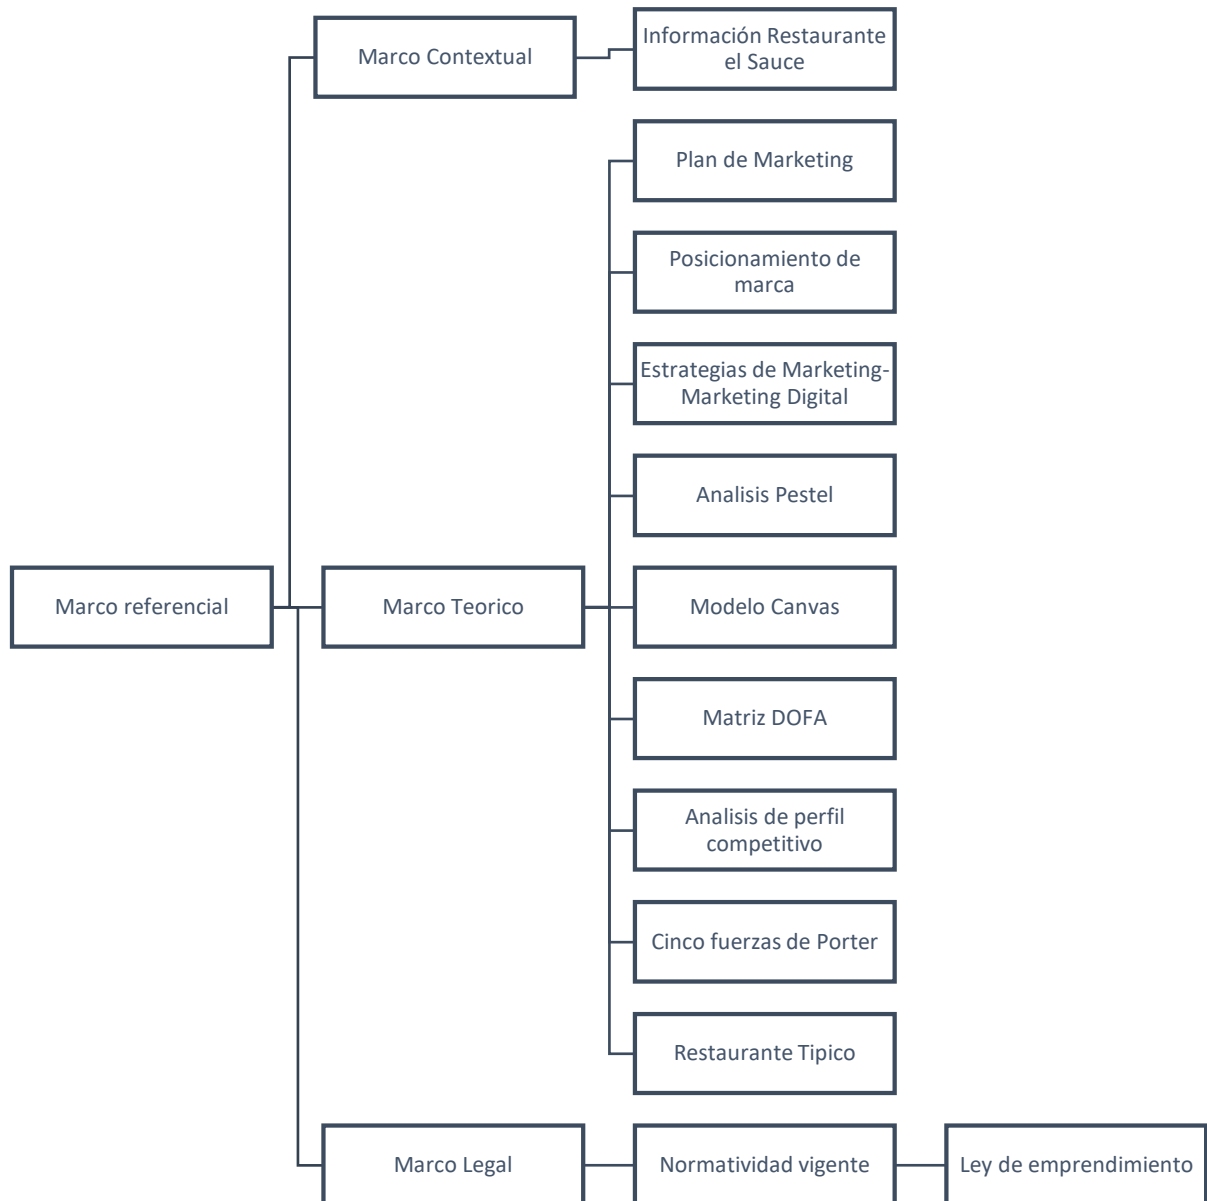 Marco Contextual
Información Restaurante
el Sauce
Plan de Marketing
Posicionamiento de
marca
Estrategias de Marketing-
Marketing Digital
Analisis Pestel
Marco referencial
Marco Teorico
Modelo Canvas
Matriz DOFA
Analisis de perfil
competitivo
Cinco fuerzas de Porter
Restaurante Tipico
Marco Legal
Normatividad vigente
Ley de emprendimiento